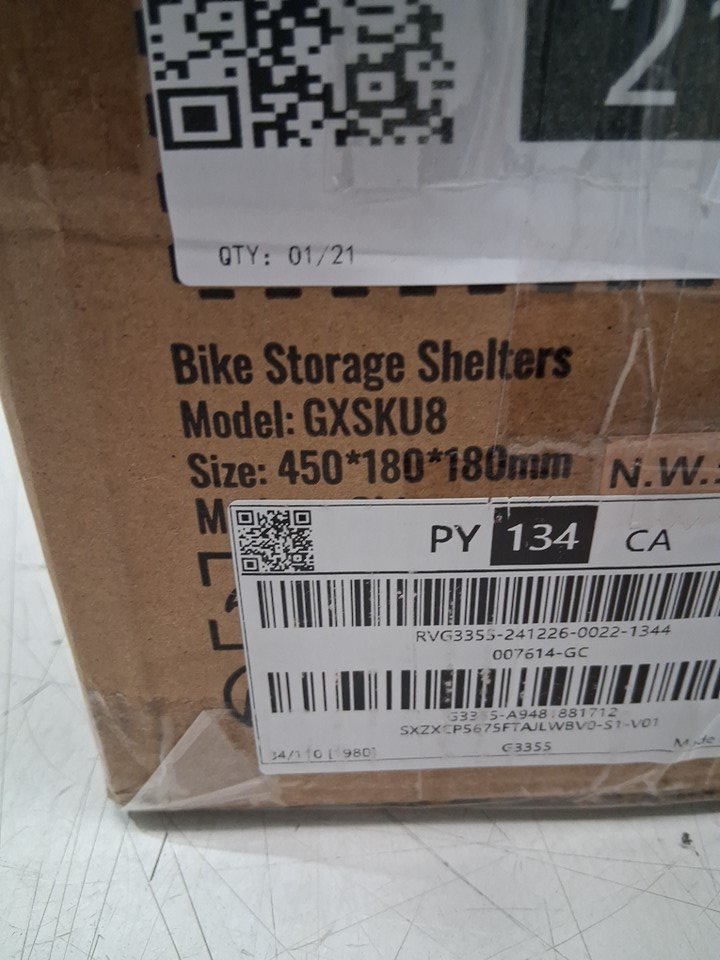 QTY: 01/21
Bike Storage Shelters
Model: GXSKU8
Size: 450*180*180mm
N.W.:
PY 134 CA
RVG3355-241226-0022-1344
007614-GC
SXZXCP5675FTAJLWBV0-S1-V01
G3355